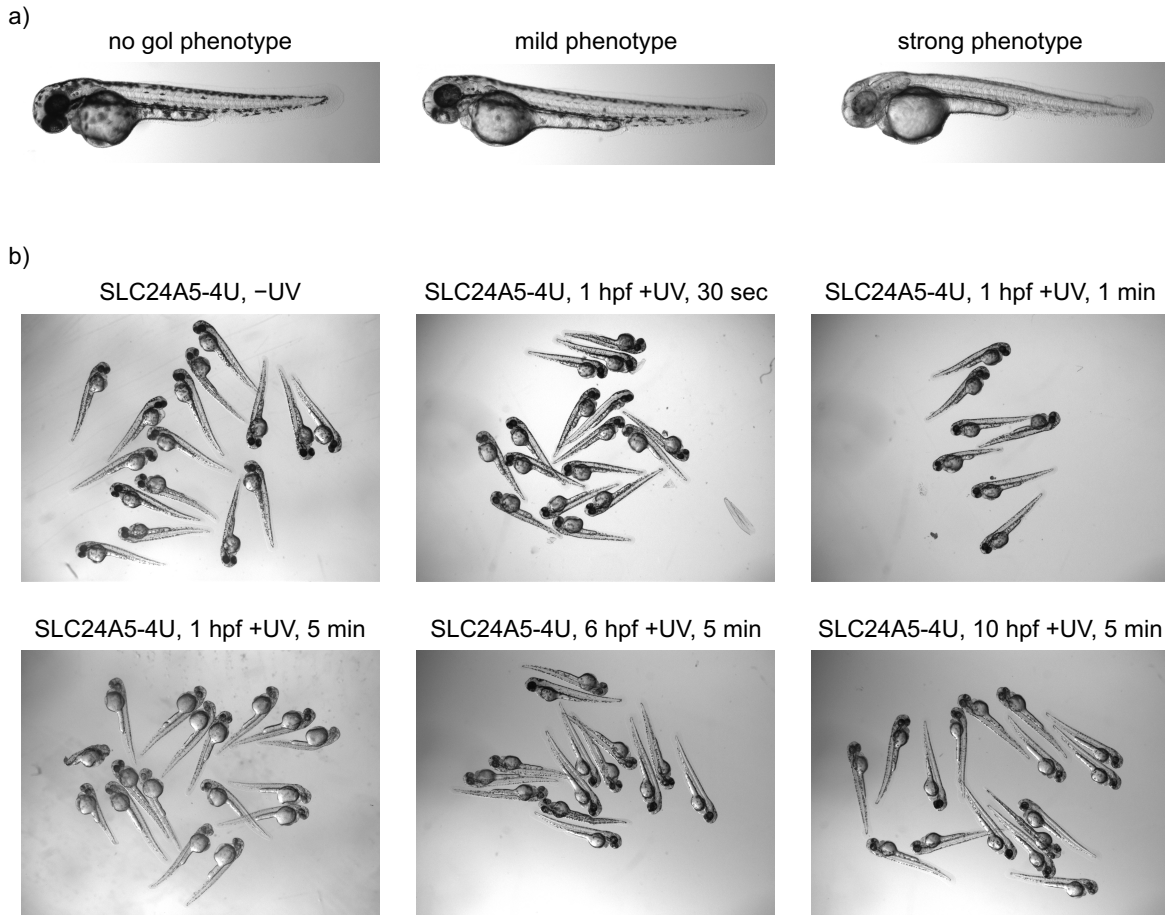 a)
no gol phenotype
mild phenotype
strong phenotype
b)
SLC24A5-4U, −UV
SLC24A5-4U, 1 hpf +UV, 30 sec
SLC24A5-4U, 1 hpf +UV, 1 min
SLC24A5-4U, 1 hpf +UV, 5 min
SLC24A5-4U, 6 hpf +UV, 5 min
SLC24A5-4U, 10 hpf +UV, 5 min